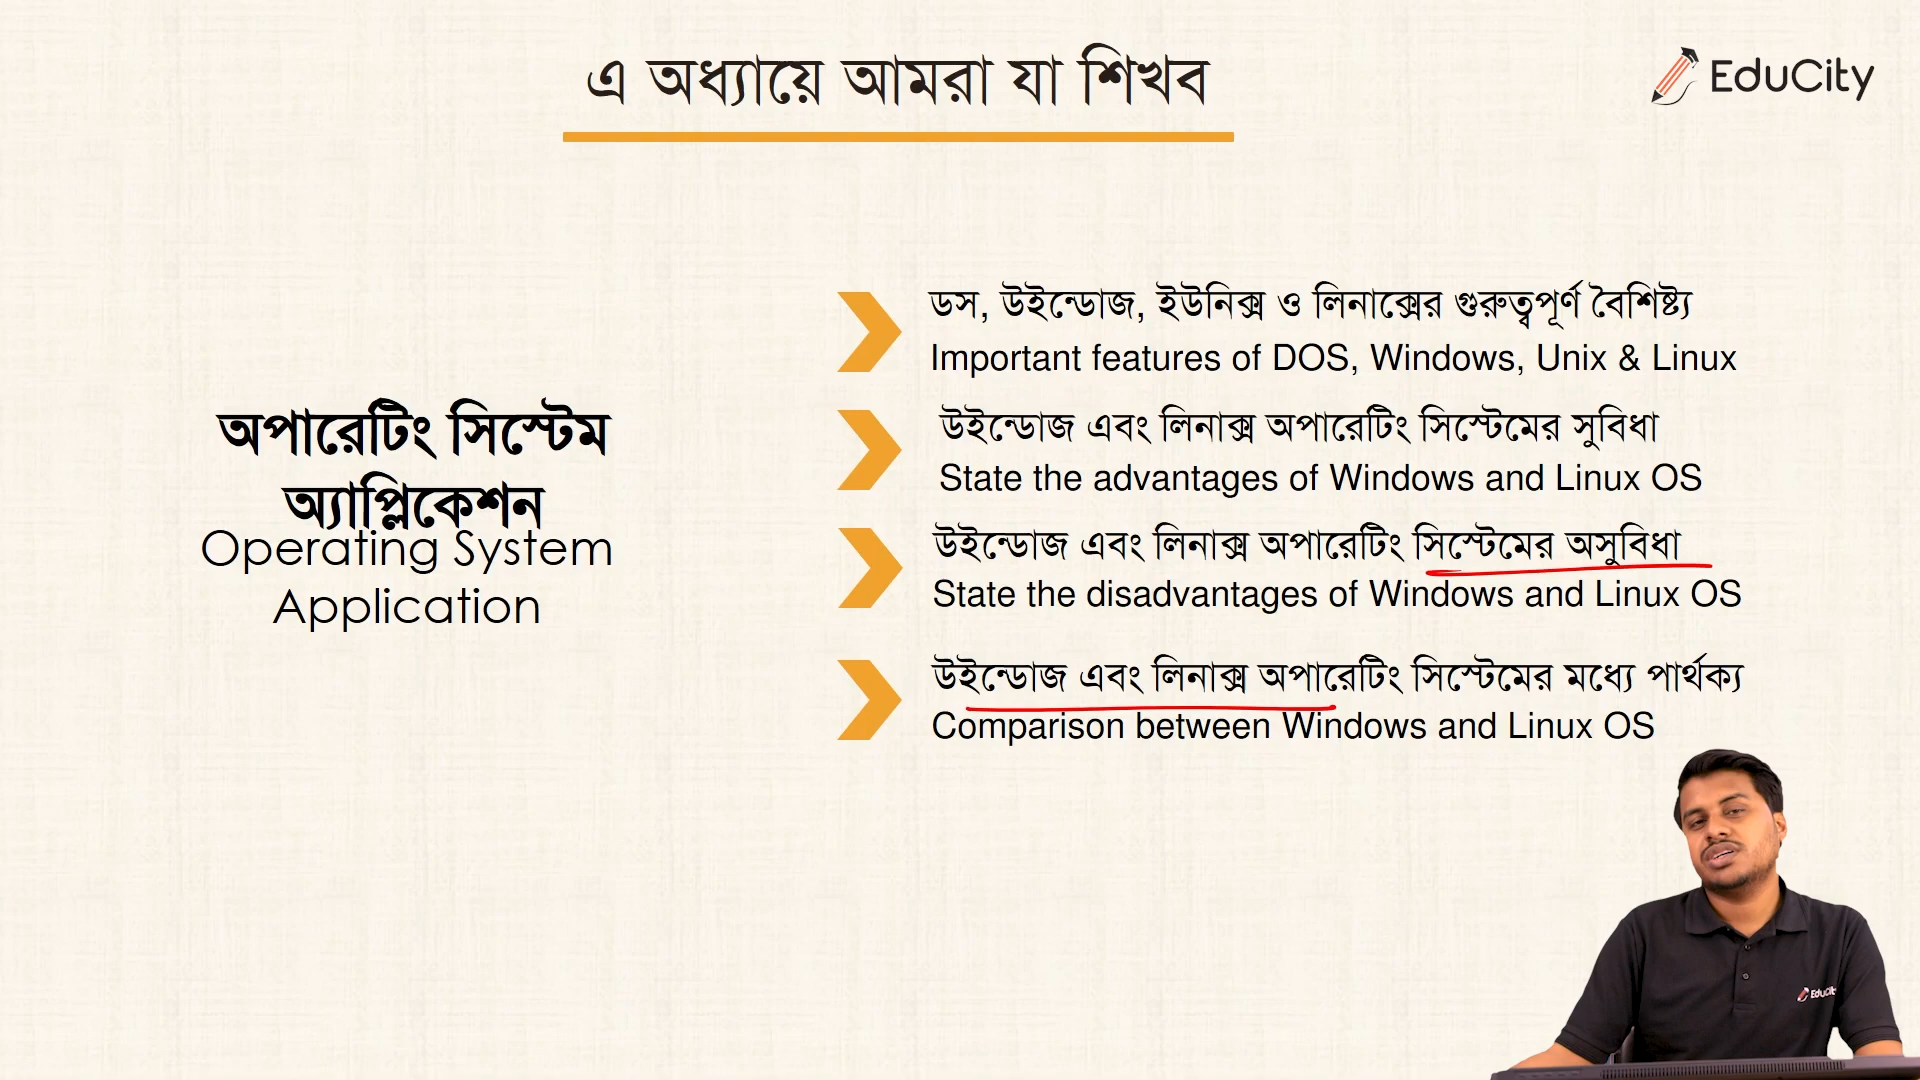 এ অধ্যায়ে আমরা যা শিখব
EduCity
অপারেটিং সিস্টেম
অ্যাপ্লিকেশন
Operating System
Application
ডস, উইন্ডোজ, ইউনিক্স ও লিনাক্সের গুরুত্বপূর্ণ বৈশিষ্ট্য
Important features of DOS, Windows, Unix & Linux
উইন্ডোজ এবং লিনাক্স অপারেটিং সিস্টেমের সুবিধা
State the advantages of Windows and Linux OS
উইন্ডোজ এবং লিনাক্স অপারেটিং সিস্টেমের অসুবিধা
State the disadvantages of Windows and Linux OS
উইন্ডোজ এবং লিনাক্স অপারেটিং সিস্টেমের মধ্যে পার্থক্য
Comparison between Windows and Linux OS
EduCit